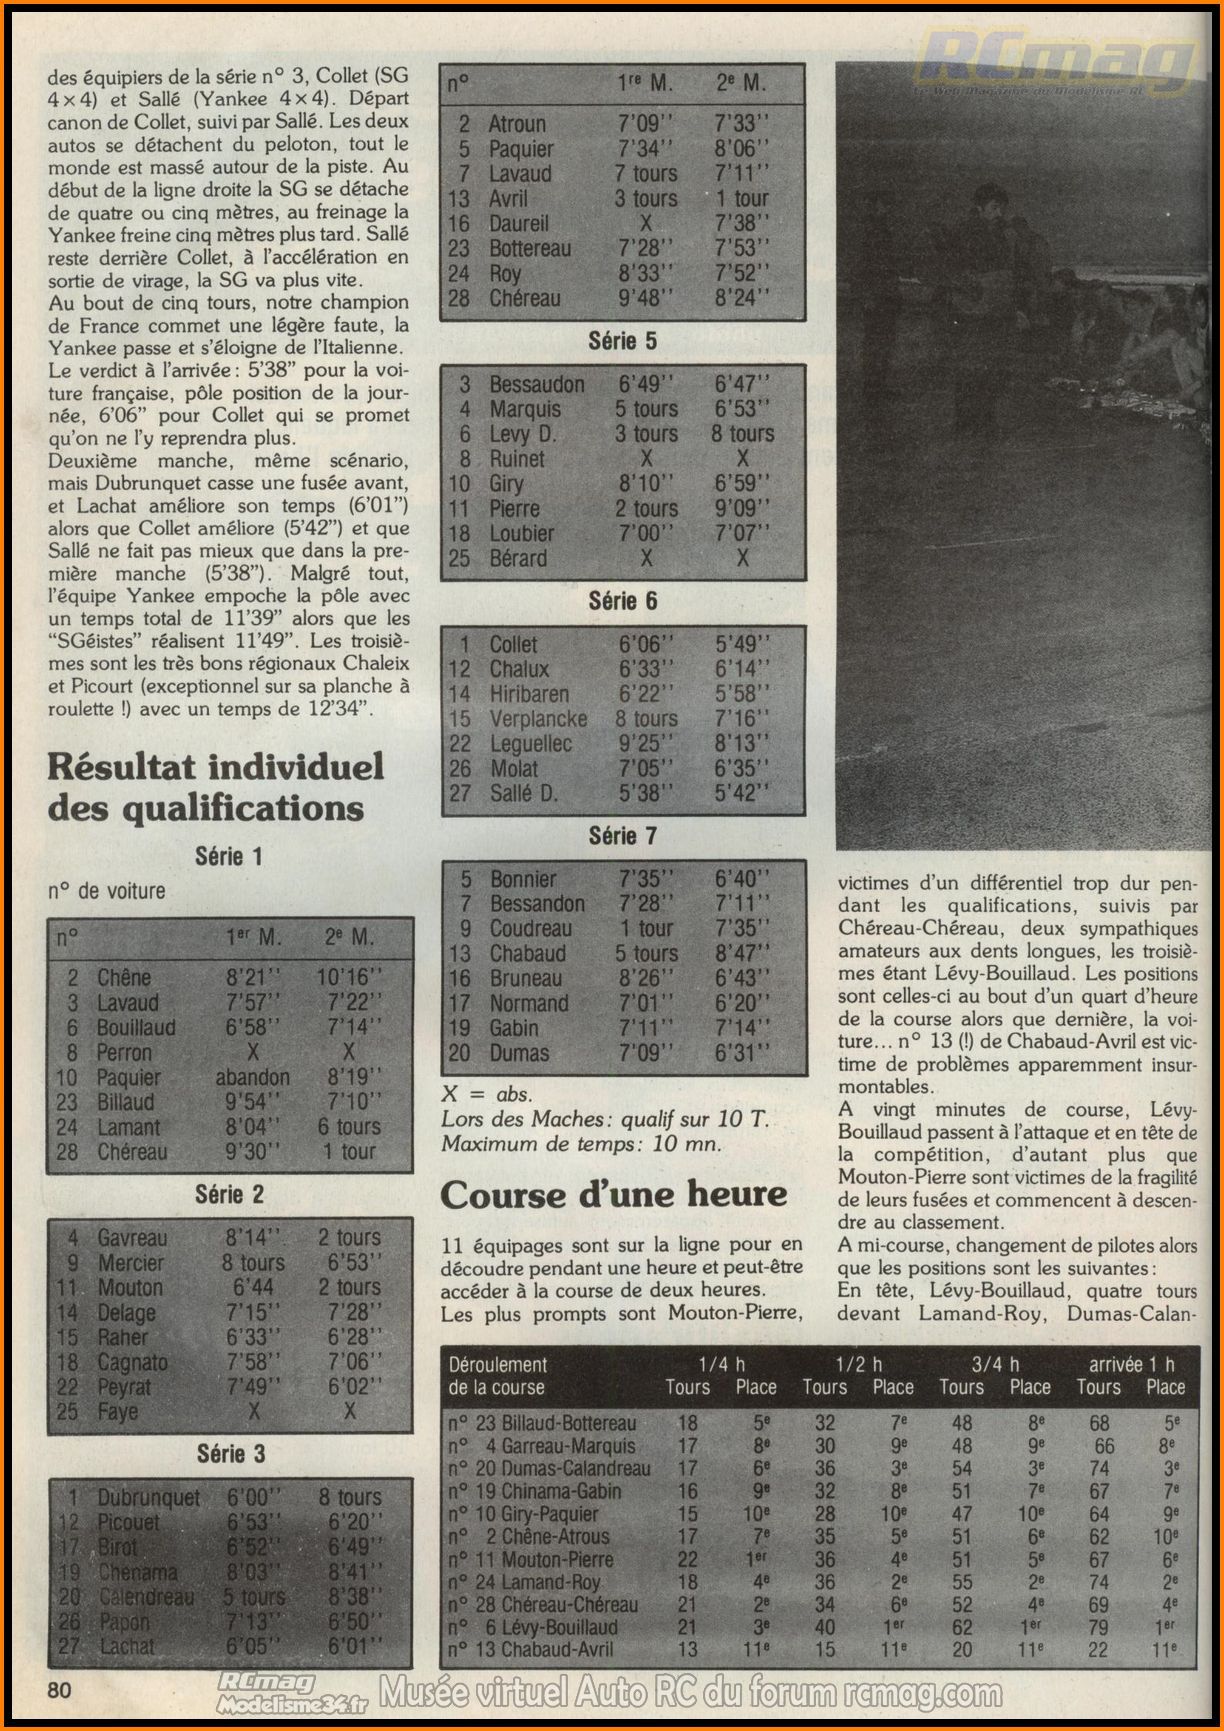 RCmag
Le Web Magazine du Modélisme RC
des équipiers de la série n° 3, Collet (SG
4×4) et Sallé (Yankee 4×4). Départ
canon de Collet, suivi par Sallé. Les deux
autos se détachent du peloton, tout le
monde est massé autour de la piste. Au
début de la ligne droite la SG se détache
de quatre ou cinq mètres, au freinage la
Yankee freine cinq mètres plus tard. Sallé
reste derrière Collet, à l'accélération en
sortie de virage, la SG va plus vite.
Au bout de cinq tours, notre champion
de France commet une légère faute, la
Yankee passe et s'éloigne de l'Italienne.
Le verdict à l'arrivée : 5'38" pour la voi-
ture française, pôle position de la jour-
née, 6'06" pour Collet qui se promet
qu'on ne l'y reprendra plus.
Deuxième manche, même scénario,
mais Dubrunquet casse une fusée avant,
et Lachat améliore son temps (6'01")
alors que Collet améliore (5'42") et que
Sallé ne fait pas mieux que dans la pre-
mière manche (5'38"). Malgré tout,
l'équipe Yankee empoche la pôle avec
un temps total de 11'39" alors que les
"SGéistes" réalisent 11'49". Les troisiè-
mes sont les très bons régionaux Chaleix
et Picourt (exceptionnel sur sa planche à
roulette !) avec un temps de 12'34".
Résultat individuel
des qualifications
Série 1
n° de voiture
n° 1er M. 2e M.
2 Chêne 8'21'' 10'16''
3 Lavaud 7'57'' 7'22''
6 Bouillaud 6'58'' 7'14''
8 Perron X X
10 Paquier abandon 8'19''
23 Billaud 9'54'' 7'10''
24 Lamant 8'04'' 6 tours
28 Chéreau 9'30'' 1 tour
Série 2
4 Gavreau 8'14'' 2 tours
9 Mercier 8 tours 6'53''
11 Mouton 6'44 2 tours
14 Delage 7'15'' 7'28''
15 Raher 6'33'' 6'28''
18 Cagnato 7'58'' 7'06''
22 Peyrat 7'49'' 6'02''
25 Faye X X
Série 3
1 Dubrunquet 6'00'' 8 tours
12 Picouet 6'53'' 6'20''
17 Birot 6'52'' 6'49''
19 Chenama 8'03'' 8'41''
20 Calendreau 5 tours 8'38''
26 Papon 7'13'' 6'50''
27 Lachat 6'05'' 6'01''
n° 1re M. 2e M.
2 Atroun 7'09'' 7'33''
5 Paquier 7'34'' 8'06''
7 Lavaud 7 tours 7'11''
13 Avril 3 tours 1 tour
16 Daureil X 7'38''
23 Bottereau 7'28'' 7'53''
24 Roy 8'33'' 7'52''
28 Chéreau 9'48'' 8'24''
Série 5
3 Bessaudon 6'49'' 6'47''
4 Marquis 5 tours 6'53''
6 Levy D. 3 tours 8 tours
8 Ruinet X X
10 Giry 8'10'' 6'59''
11 Pierre 2 tours 9'09''
18 Loubier 7'00'' 7'07''
25 Bérard X X
Série 6
1 Collet 6'06'' 5'49''
12 Chalux 6'33'' 6'14''
14 Hiribaren 6'22'' 5'58''
15 Verplancke 8 tours 7'16''
22 Leguellec 9'25'' 8'13''
26 Molat 7'05'' 6'35''
27 Sallé D. 5'38'' 5'42''
Série 7
5 Bonnier 7'35'' 6'40''
7 Bessandon 7'28'' 7'11''
9 Coudreau 1 tour 7'35''
13 Chabaud 5 tours 8'47''
16 Bruneau 8'26'' 6'43''
17 Normand 7'01'' 6'20''
19 Gabin 7'11'' 7'14''
20 Dumas 7'09'' 6'31''
X = abs.
Lors des Maches : qualif sur 10 T.
Maximum de temps : 10 mn.
Course d'une heure
11 équipages sont sur la ligne pour en
découdre pendant une heure et peut-être
accéder à la course de deux heures.
Les plus prompts sont Mouton-Pierre,
victimes d'un différentiel trop dur pen-
dant les qualifications, suivis par
Chéreau-Chéreau, deux sympathiques
amateurs aux dents longues, les troisiè-
mes étant Lévy-Bouillaud. Les positions
sont celles-ci au bout d'un quart d'heure
de la course alors que dernière, la voi-
ture... n° 13 (!) de Chabaud-Avril est vic-
time de problèmes apparemment insur-
montables.
A vingt minutes de course, Lévy-
Bouillaud passent à l'attaque et en tête de
la compétition, d'autant plus que
Mouton-Pierre sont victimes de la fragilité
de leurs fusées et commencent à descen-
dre au classement.
A mi-course, changement de pilotes alors
que les positions sont les suivantes :
En tête, Lévy-Bouillaud, quatre tours
devant Lamand-Roy, Dumas-Calan-
Déroulement 1/4 h 1/2 h 3/4 h arrivée 1 h
de la course Tours Place Tours Place Tours Place Tours Place
n° 23 Billaud-Bottereau 18 5e 32 7e 48 8e 68 5e
n° 4 Garreau-Marquis 17 8e 30 9e 48 9e 66 8e
n° 20 Dumas-Calandreau 17 6e 36 3e 54 3e 74 3e
n° 19 Chinama-Gabin 16 9e 32 8e 51 7e 67 7e
n° 10 Giry-Paquier 15 10e 28 10e 47 10e 64 9e
n° 2 Chêne-Atrous 17 7e 35 5e 51 6e 62 10e
n° 11 Mouton-Pierre 22 1er 36 4e 51 5e 67 6e
n° 24 Lamand-Roy 18 4e 36 2e 55 2e 74 2e
n° 28 Chéreau-Chéreau 21 2e 34 6e 52 4e 69 4e
n° 6 Lévy-Bouillaud 21 3e 40 1er 62 1er 79 1er
n° 13 Chabaud-Avril 13 11e 15 11e 20 11e 22 11e
80
RCmag
Modelisme34.fr
Musée virtuel Auto RC du forum rcmag.com